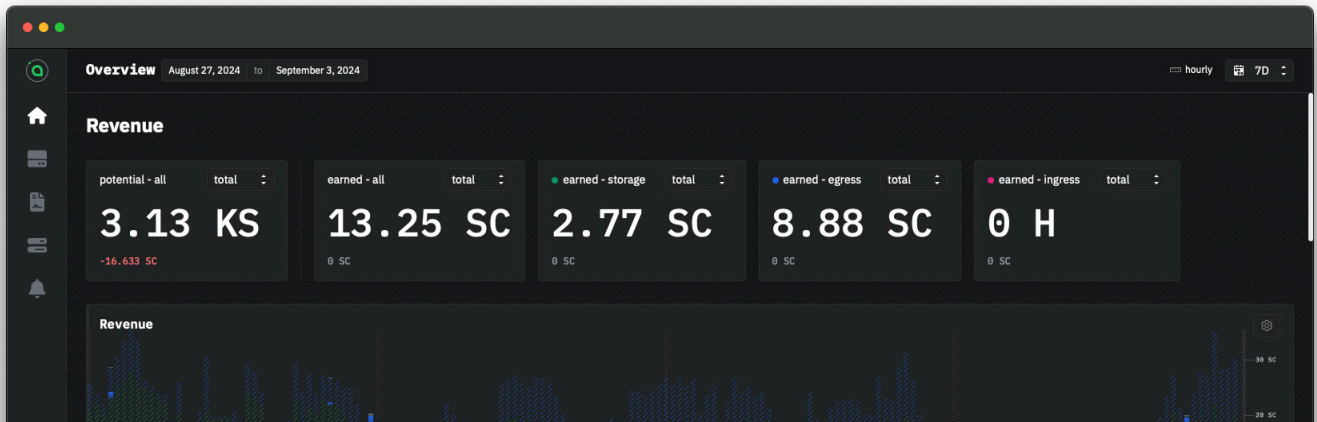 Overview August 27, 2024 to September 3, 2024 hourly 7D
Revenue
potential - all total earned - all total earned - storage total earned - egress total earned - ingress total
3.13 KS 13.25 SC 2.77 SC 8.88 SC 0 H
-16.633 SC 0 SC 0 SC 0 SC 0 SC
Revenue
30 SC
20 SC